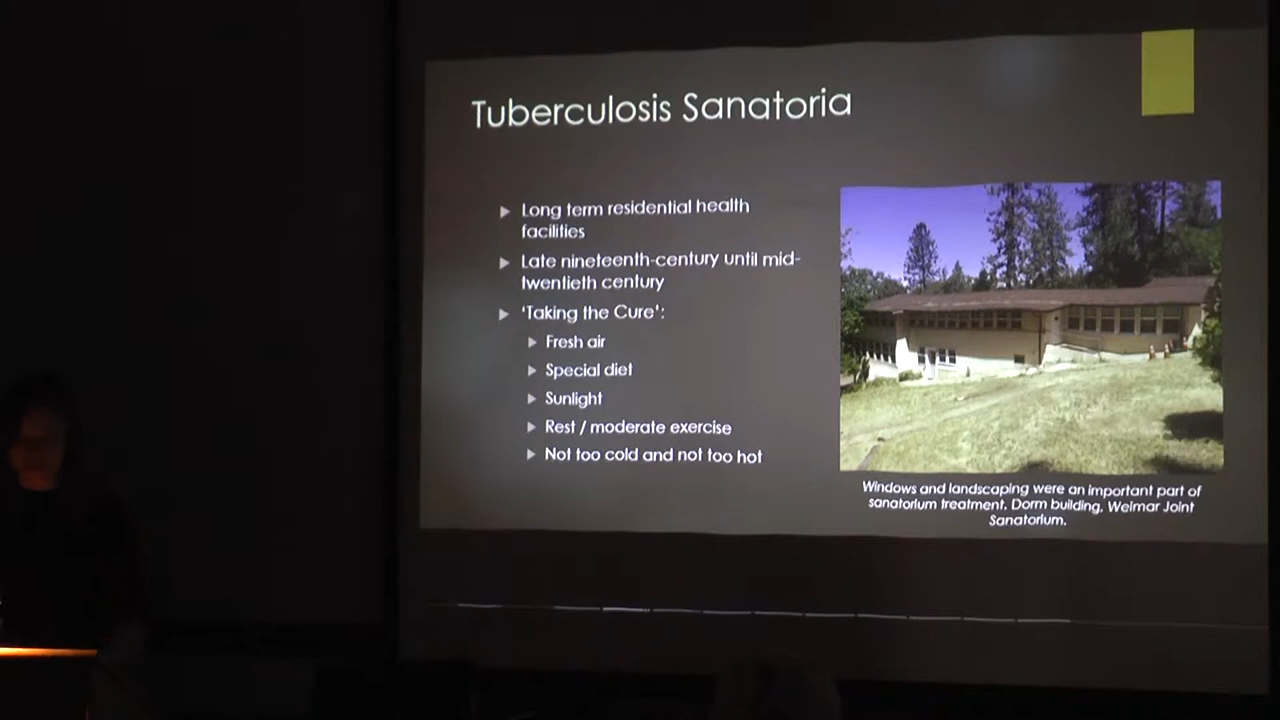 Tuberculosis Sanatoria
Long term residential health
facilities
Late nineteenth-century until mid-
twentieth century
'Taking the Cure':
Fresh air
Special diet
Sunlight
Rest / moderate exercise
Not too cold and not too hot
Windows and landscaping were an important part of
sanatorium treatment. Dorm building, Weimar Joint
Sanatorium.